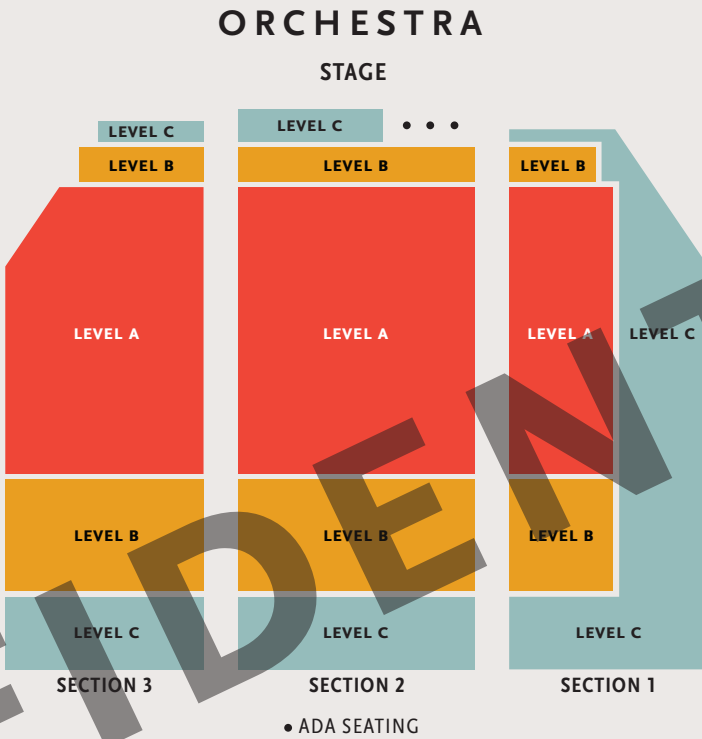 ORCHESTRA
STAGE
LEVEL C
LEVEL C
LEVEL B
LEVEL B
LEVEL B
LEVEL A
LEVEL A
LEVEL A
LEVEL C
LEVEL B
LEVEL B
LEVEL B
LEVEL C
LEVEL C
LEVEL C
SECTION 3
SECTION 2
SECTION 1
• ADA SEATING
IDENT